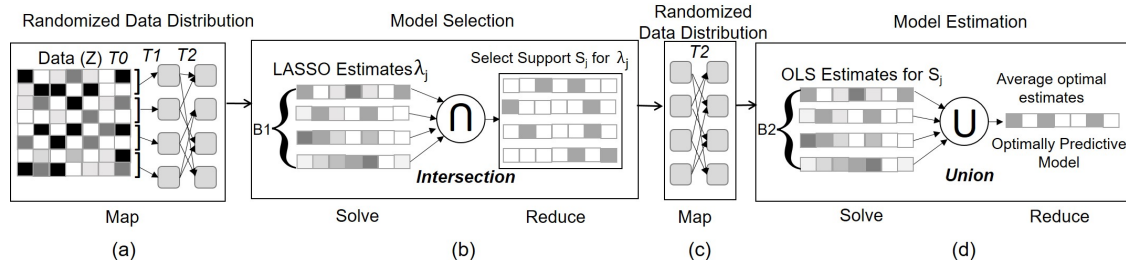 Randomized Data Distribution
Data (Z) T0 T1 T2
Map
(a)
Model Selection
LASSO Estimates λj
B1
∩
Intersection
Select Support Sj for λj
Solve
Reduce
(b)
Randomized
Data Distribution
T2
Map
(c)
Model Estimation
OLS Estimates for Sj
B2
U
Union
Average optimal
estimates
Optimally Predictive
Model
Solve
Reduce
(d)